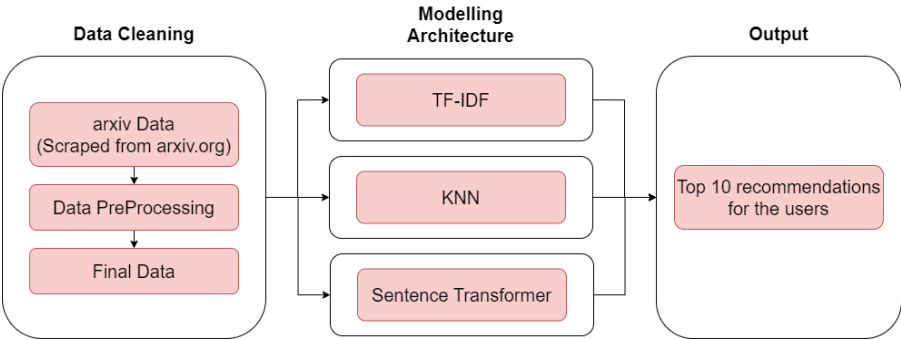 Data Cleaning
arxiv Data
(Scraped from arxiv.org)
Data PreProcessing
Final Data
Modelling
Architecture
TF-IDF
KNN
Sentence Transformer
Output
Top 10 recommendations
for the users